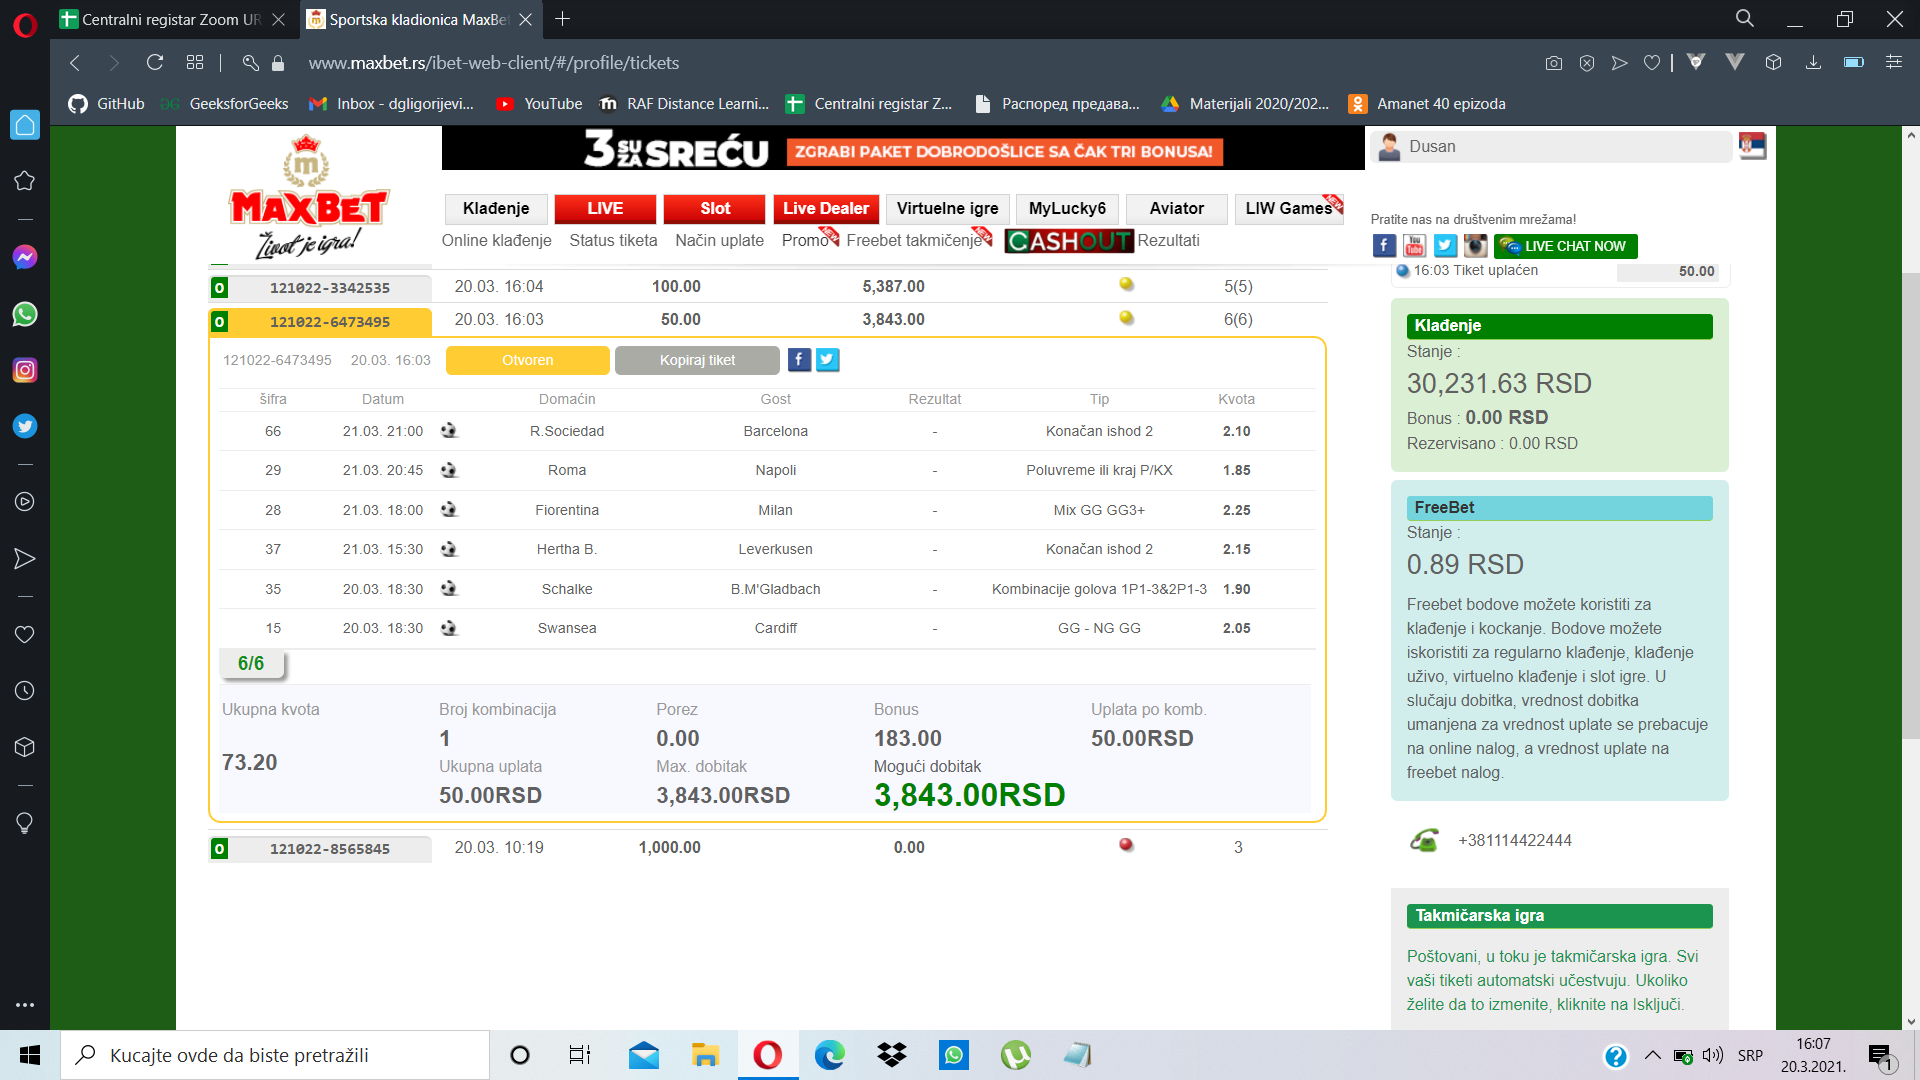 Centralni registar Zoom UR
Sportska kladionica MaxBet
www.maxbet.rs/ibet-web-client/#/profile/tickets
GitHub GeeksforGeeks Inbox - dgligorijevi... YouTube RAF Distance Learni... Centralni registar Z... Распоред предава... Materijali 2020/202... Amanet 40 epizoda
m
MAXBET
Život je igra!
3 SU ZA SREĆU ZGRABI PAKET DOBRODOŠLICE SA ČAK TRI BONUSA!
Dusan
Klađenje LIVE Slot Live Dealer Virtuelne igre MyLucky6 Aviator LIW Games NEW
Online klađenje Status tiketa Način uplate Promo NEW Freebet takmičenje NEW CASHOUT Rezultati
Pratite nas na društvenim mrežama!
f You Tube LIVE CHAT NOW
16:03 Tiket uplaćen 50.00
O 121022-3342535 20.03. 16:04 100.00 5,387.00 5(5)
O 121022-6473495 20.03. 16:03 50.00 3,843.00 6(6)
121022-6473495 20.03. 16:03 Otvoren Kopiraj tiket f
šifra Datum Domaćin Gost Rezultat Tip Kvota
66 21.03. 21:00 R.Sociedad Barcelona - Konačan ishod 2 2.10
29 21.03. 20:45 Roma Napoli - Poluvreme ili kraj P/KX 1.85
28 21.03. 18:00 Fiorentina Milan - Mix GG GG3+ 2.25
37 21.03. 15:30 Hertha B. Leverkusen - Konačan ishod 2 2.15
35 20.03. 18:30 Schalke B.M'Gladbach - Kombinacije golova 1P1-3&2P1-3 1.90
15 20.03. 18:30 Swansea Cardiff - GG - NG GG 2.05
6/6
Ukupna kvota Broj kombinacija Porez Bonus Uplata po komb.
1 0.00 183.00 50.00RSD
73.20
Ukupna uplata Max. dobitak Mogući dobitak
50.00RSD 3,843.00RSD 3,843.00RSD
O 121022-8565845 20.03. 10:19 1,000.00 0.00 3
Klađenje
Stanje :
30,231.63 RSD
Bonus : 0.00 RSD
Rezervisano : 0.00 RSD
FreeBet
Stanje :
0.89 RSD
Freebet bodove možete koristiti za
klađenje i kockanje. Bodove možete
iskoristiti za regularno klađenje, klađenje
uživo, virtuelno klađenje i slot igre. U
slučaju dobitka, vrednost dobitka
umanjena za vrednost uplate se prebacuje
na online nalog, a vrednost uplate na
freebet nalog.
+381114422444
Takmičarska igra
Poštovani, u toku je takmičarska igra. Svi
vaši tiketi automatski učestvuju. Ukoliko
želite da to izmenite, kliknite na Isključi.
Kucajte ovde da biste pretražili
SRP
16:07
20.3.2021.
1